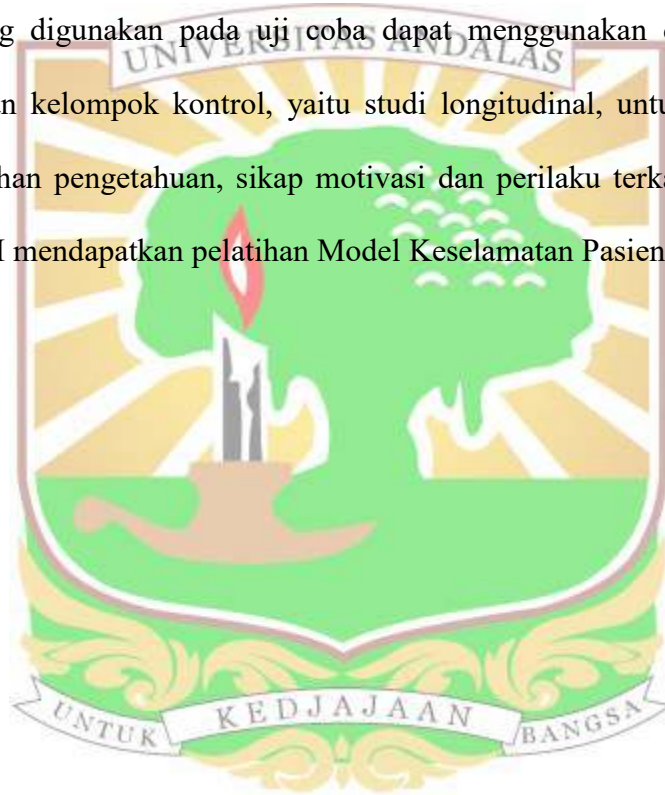 g digunakan pada uji coba dapat menggunakan
UNIVERSITAS ANDALAS
n kelompok kontrol, yaitu studi longitudinal, untu
han pengetahuan, sikap motivasi dan perilaku terka
I mendapatkan pelatihan Model Keselamatan Pasien
UNTUK KEDJAJAAN BANGSA